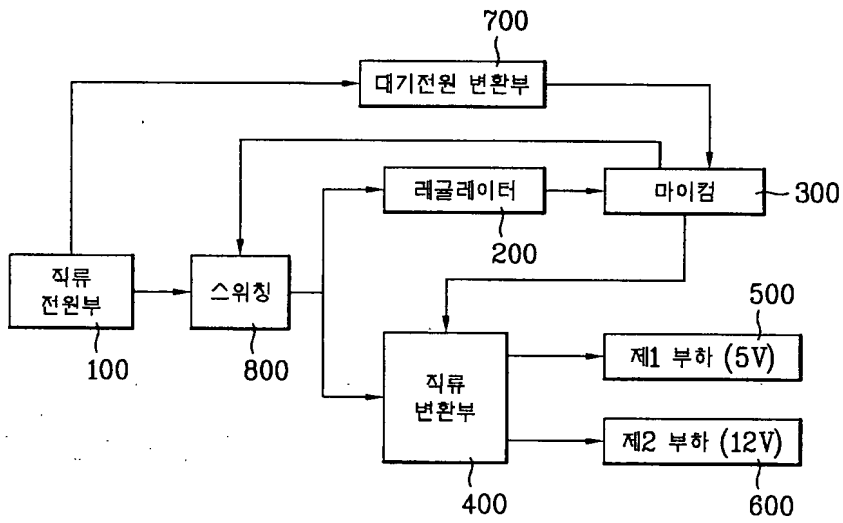 700
대기전원 변환부
레귤레이터
200
마이컴
300
직류
전원부
100
스위칭
800
직류
변환부
400
500
제1 부하 (5V)
제2 부하 (12V)
600